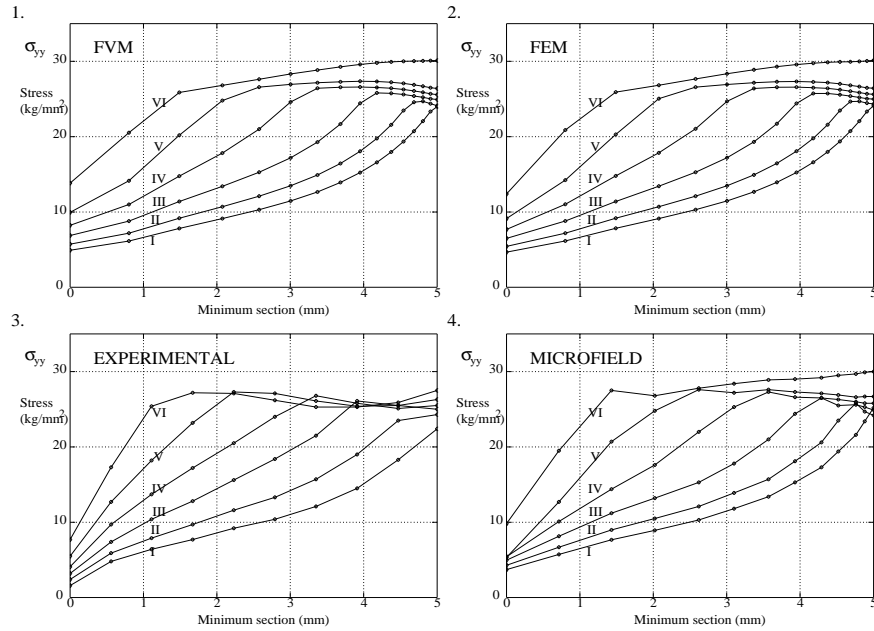 1.
σyy
FVM
30
Stress
(kg/mm2)
20
10
0
VI
V
IV
III
II
I
0 1 2 3 4 5
Minimum section (mm)
2.
σyy
FEM
30
Stress
(kg/mm2)
20
10
0
VI
V
IV
III
II
I
0 1 2 3 4 5
Minimum section (mm)
3.
σyy
EXPERIMENTAL
30
Stress
(kg/mm2)
20
10
0
VI
V
IV
III
II
I
0 1 2 3 4 5
Minimum section (mm)
4.
σyy
MICROFIELD
30
Stress
(kg/mm2)
20
10
0
VI
V
IV
III
II
I
0 1 2 3 4 5
Minimum section (mm)